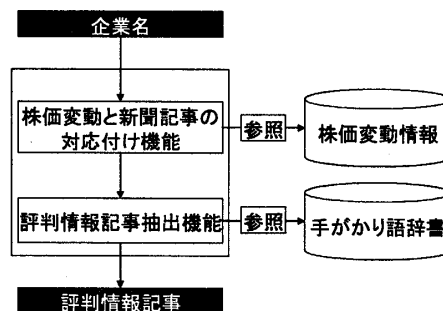 企業名
株価変動と新聞記事の
対応付け機能
参照
株価変動情報
評判情報記事抽出機能
参照
手がかり語辞書
評判情報記事